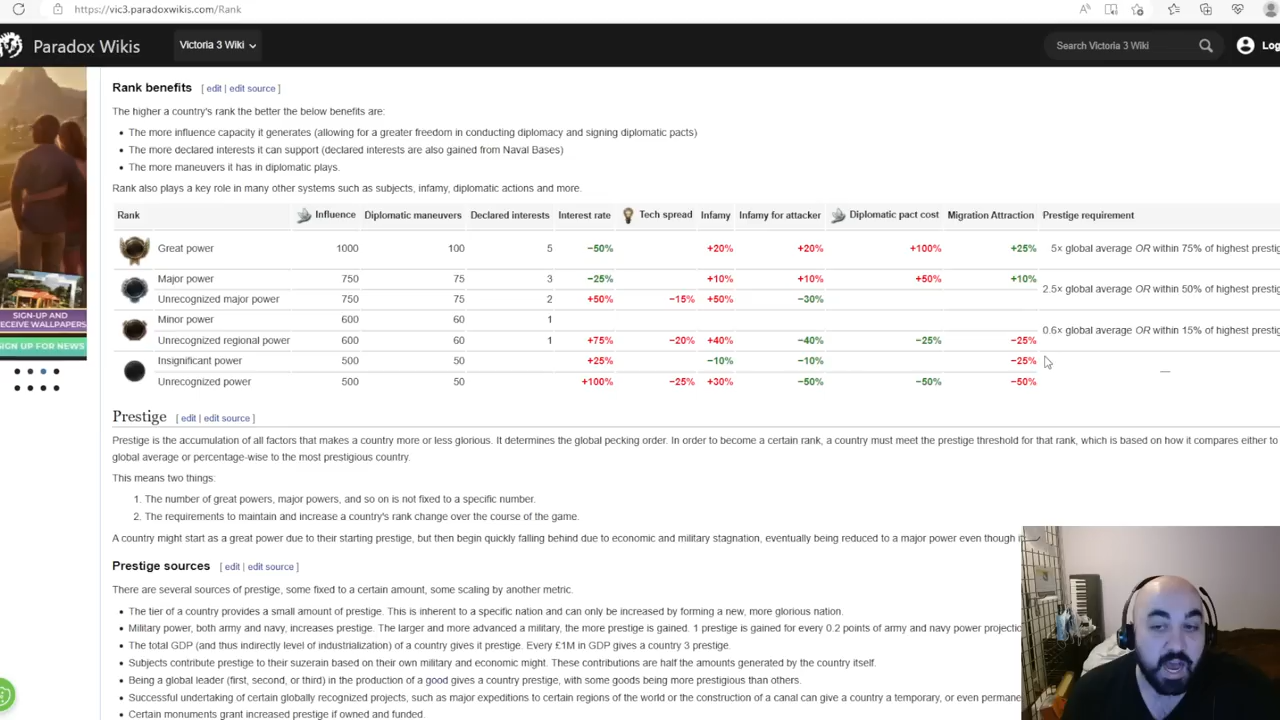 https://vic3.paradoxwikis.com/Rank
Paradox Wikis
Victoria 3 Wiki
Search Victoria 3 Wiki
Log
Rank benefits [ edit | edit source ]
The higher a country's rank the better the below benefits are:
• The more influence capacity it generates (allowing for a greater freedom in conducting diplomacy and signing diplomatic pacts)
• The more declared interests it can support (declared interests are also gained from Naval Bases)
• The more maneuvers it has in diplomatic plays.
Rank also plays a key role in many other systems such as subjects, infamy, diplomatic actions and more.
Rank Influence Diplomatic maneuvers Declared interests Interest rate Tech spread Infamy Infamy for attacker Diplomatic pact cost Migration Attraction Prestige requirement
Great power 1000 100 5 −50% +20% +20% +100% +25% 5× global average OR within 75% of highest prestig
Major power 750 75 3 −25% +10% +10% +50% +10%
2.5× global average OR within 50% of highest prestig
Unrecognized major power 750 75 2 +50% −15% +50% −30%
Minor power 600 60 1
0.6× global average OR within 15% of highest prestig
Unrecognized regional power 600 60 1 +75% −20% +40% −40% −25% −25%
Insignificant power 500 50 +25% −10% −10% −25%
—
Unrecognized power 500 50 +100% −25% +30% −50% −50% −50%
SIGN-UP AND
RECEIVE WALLPAPERS
SIGN UP FOR NEWS
Prestige [ edit | edit source ]
Prestige is the accumulation of all factors that makes a country more or less glorious. It determines the global pecking order. In order to become a certain rank, a country must meet the prestige threshold for that rank, which is based on how it compares either to
global average or percentage-wise to the most prestigious country.
This means two things:
1. The number of great powers, major powers, and so on is not fixed to a specific number.
2. The requirements to maintain and increase a country's rank change over the course of the game.
A country might start as a great power due to their starting prestige, but then begin quickly falling behind due to economic and military stagnation, eventually being reduced to a major power even though i
Prestige sources [ edit | edit source ]
There are several sources of prestige, some fixed to a certain amount, some scaling by another metric.
• The tier of a country provides a small amount of prestige. This is inherent to a specific nation and can only be increased by forming a new, more glorious nation.
• Military power, both army and navy, increases prestige. The larger and more advanced a military, the more prestige is gained. 1 prestige is gained for every 0.2 points of army and navy power projectio
• The total GDP (and thus indirectly level of industrialization) of a country gives it prestige. Every £1M in GDP gives a country 3 prestige.
• Subjects contribute prestige to their suzerain based on their own military and economic might. These contributions are half the amounts generated by the country itself.
• Being a global leader (first, second, or third) in the production of a good gives a country prestige, with some goods being more prestigious than others.
• Successful undertaking of certain globally recognized projects, such as major expeditions to certain regions of the world or the construction of a canal can give a country a temporary, or even permane
• Certain monuments grant increased prestige if owned and funded.